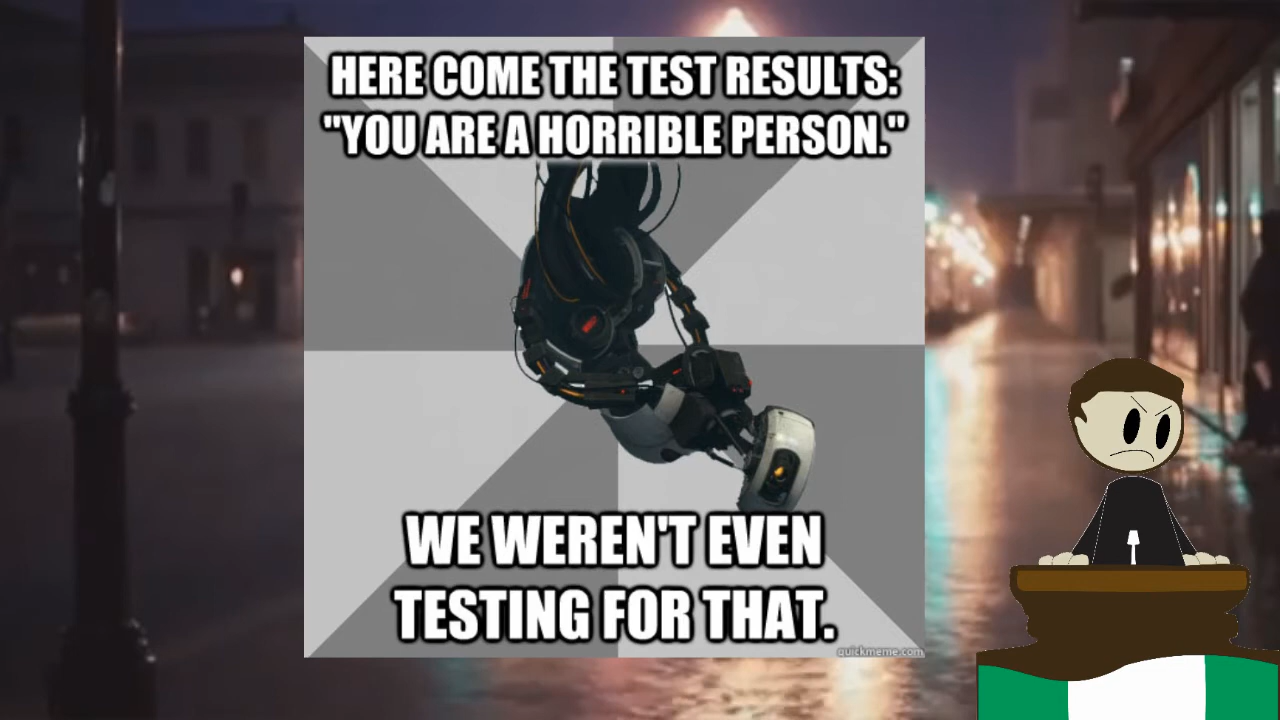 HERE COME THE TEST RESULTS:
"YOU ARE A HORRIBLE PERSON."
WE WEREN'T EVEN
TESTING FOR THAT.
quickmeme.com